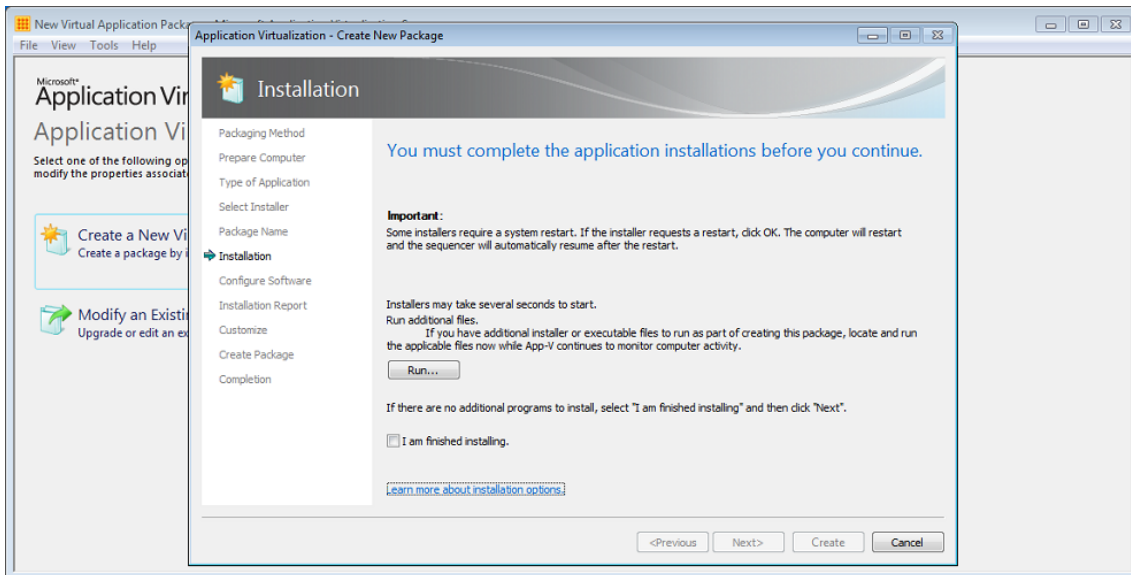 New Virtual Application Packa
File View Tools Help
Microsoft
Application Vir
Application Vi
Select one of the following op
modify the properties associat
Create a New Vi
Create a package by i
Modify an Existi
Upgrade or edit an ex
Application Virtualization - Create New Package
Installation
Packaging Method
Prepare Computer
Type of Application
Select Installer
Package Name
Installation
Configure Software
Installation Report
Customize
Create Package
Completion
You must complete the application installations before you continue.
Important:
Some installers require a system restart. If the installer requests a restart, click OK. The computer will restart
and the sequencer will automatically resume after the restart.
Installers may take several seconds to start.
Run additional files.
If you have additional installer or executable files to run as part of creating this package, locate and run
the applicable files now while App-V continues to monitor computer activity.
Run...
If there are no additional programs to install, select "I am finished installing" and then click "Next".
I am finished installing.
Learn more about installation options.
<Previous
Next>
Create
Cancel